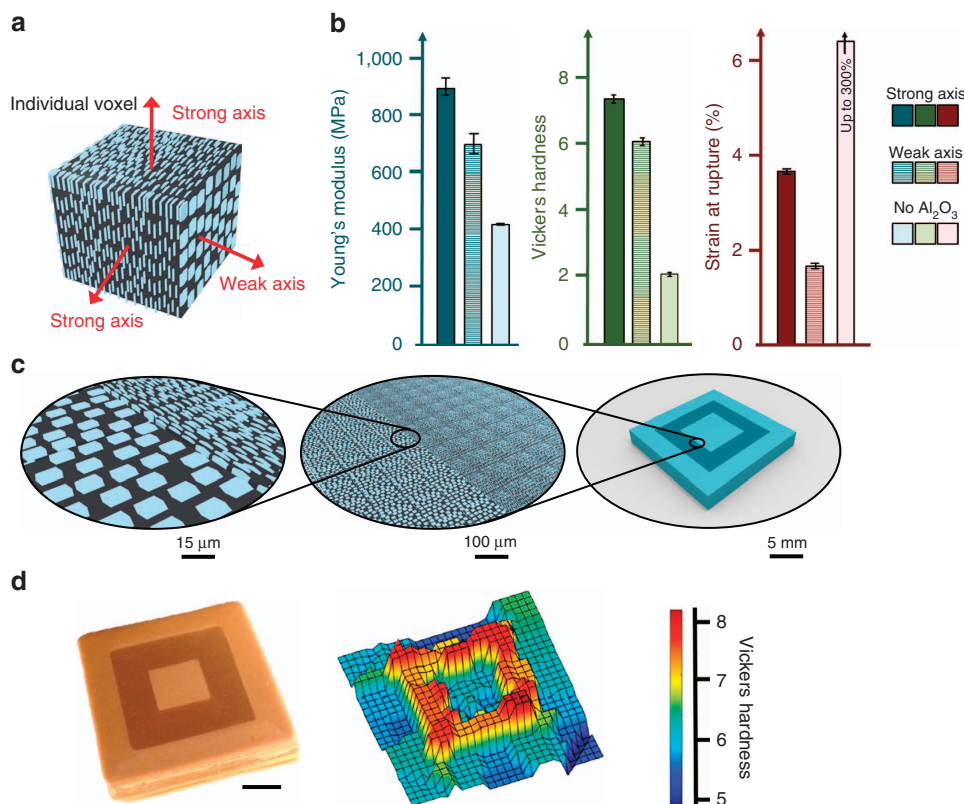 a
Individual voxel
Strong axis
Weak axis
Strong axis
b
Young's modulus (MPa)
1,000
800
600
400
200
0
Vickers hardness
8
6
4
2
0
Strain at rupture (%)
6
4
2
0
Up to 300%
Strong axis
Weak axis
No Al₂O₃
c
15 μm
100 μm
5 mm
d
Vickers hardness
8
7
6
5